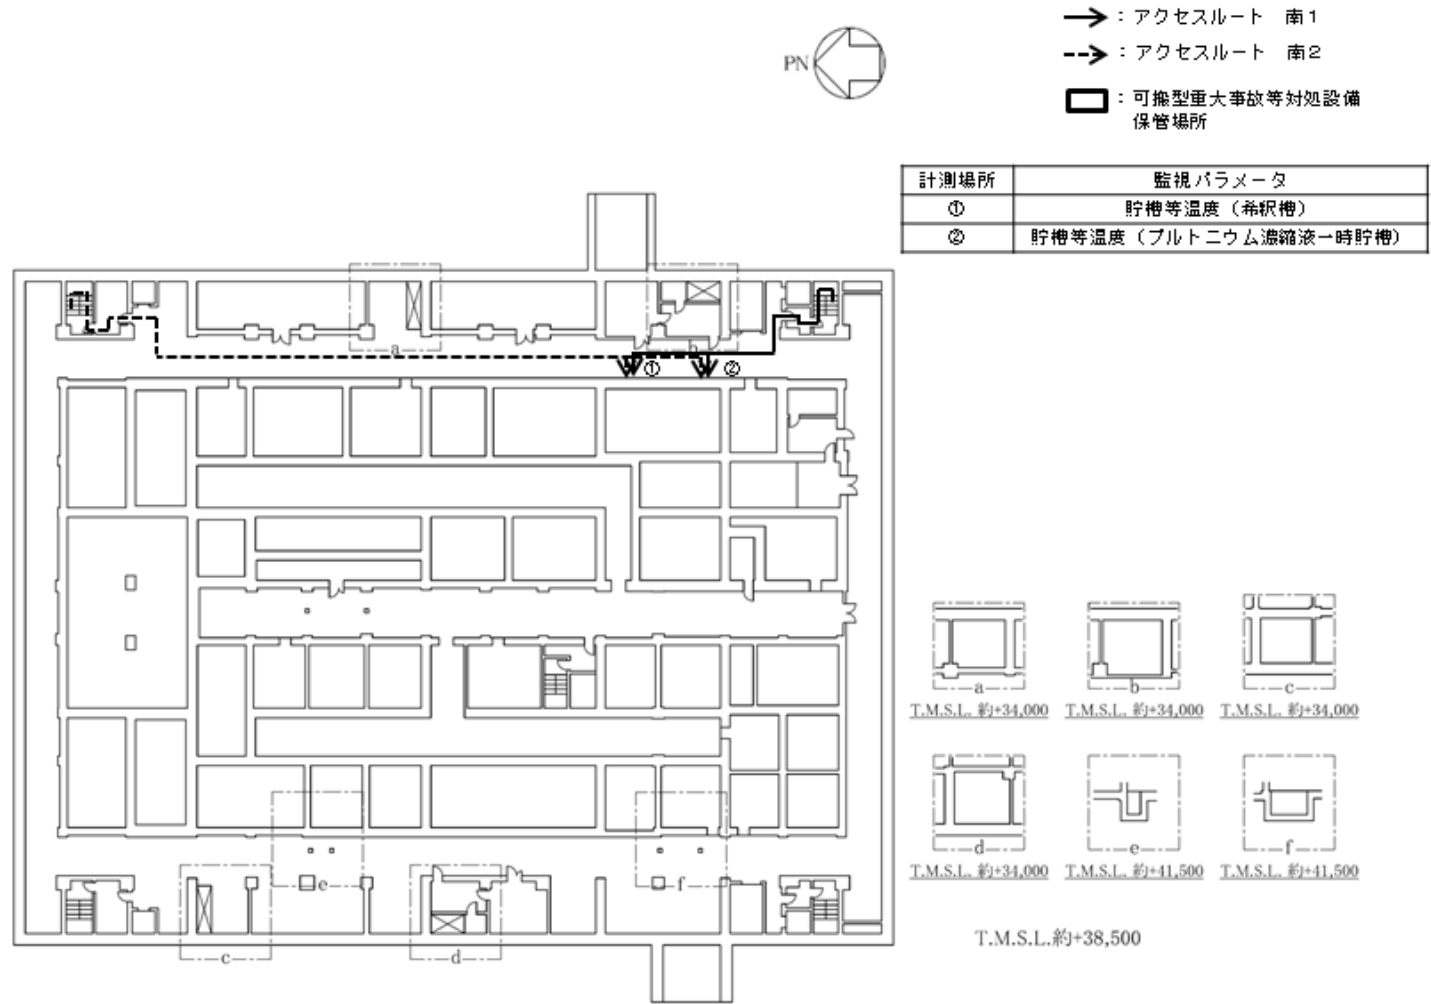 ：アクセスルート 南1
PN
：アクセスルート 南2
：可搬型重大事故等対処設備
保管場所
計測場所 監視パラメータ
① 貯槽等温度（希釈槽）
② 貯槽等温度（プルトニウム濃縮液一時貯槽）
a
① ②
a b c
T.M.S.L. 約+34,000 T.M.S.L. 約+34,000 T.M.S.L. 約+34,000
d e f
T.M.S.L. 約+34,000 T.M.S.L. 約+41,500 T.M.S.L. 約+41,500
e f
T.M.S.L.約+38,500
c d